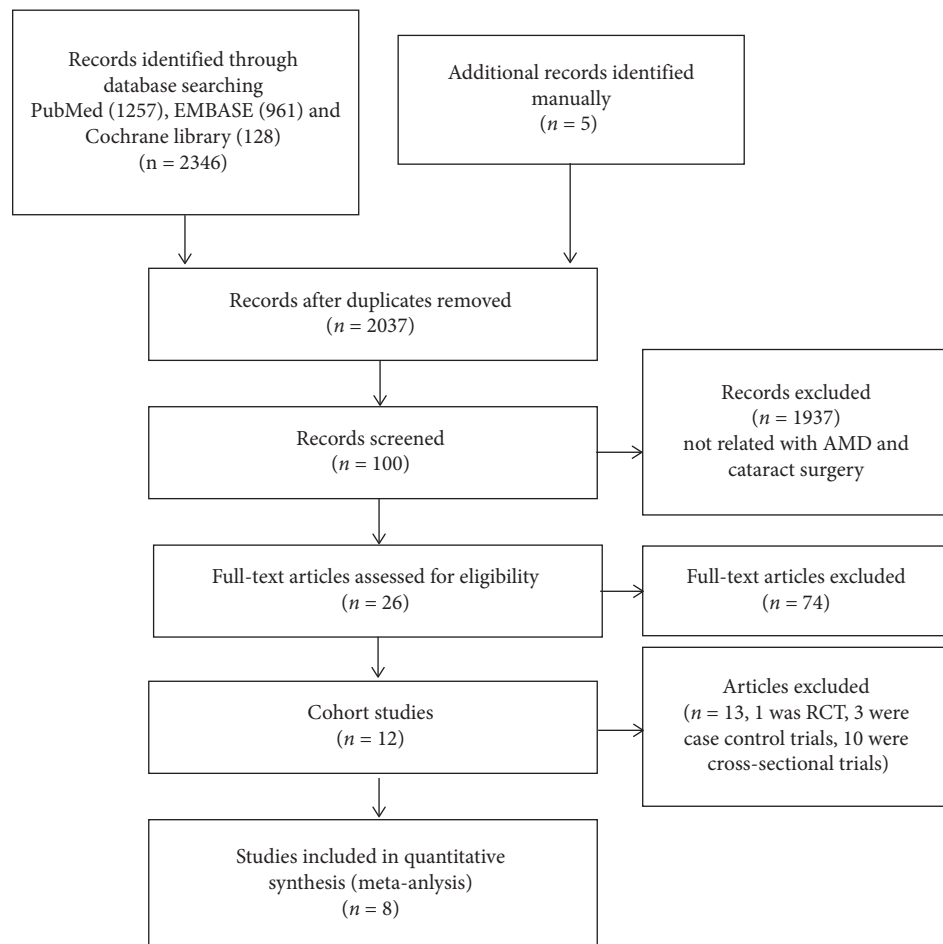 Records identified through
database searching
PubMed (1257), EMBASE (961) and
Cochrane library (128)
(n = 2346)
Additional records identified
manually
(n = 5)
Records after duplicates removed
(n = 2037)
Records screened
(n = 100)
Records excluded
(n = 1937)
not related with AMD and
cataract surgery
Full-text articles assessed for eligibility
(n = 26)
Full-text articles excluded
(n = 74)
Cohort studies
(n = 12)
Articles excluded
(n = 13, 1 was RCT, 3 were
case control trials, 10 were
cross-sectional trials)
Studies included in quantitative
synthesis (meta-anlysis)
(n = 8)